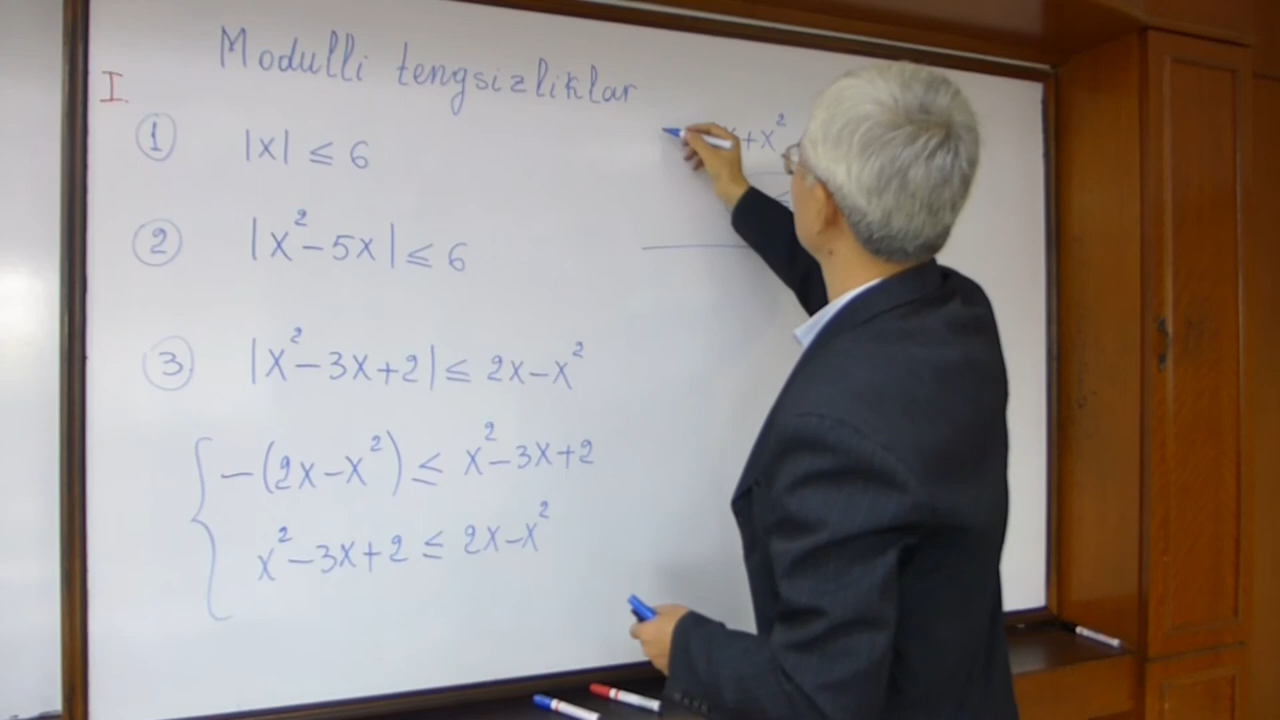 Modulli tengsizliklar
I.
① |x| ≤ 6
② |x²-5x| ≤ 6
③ |x²-3x+2| ≤ 2x-x²
-(2x-x²) ≤ x²-3x+2
x²-3x+2 ≤ 2x-x²
+x²
≤